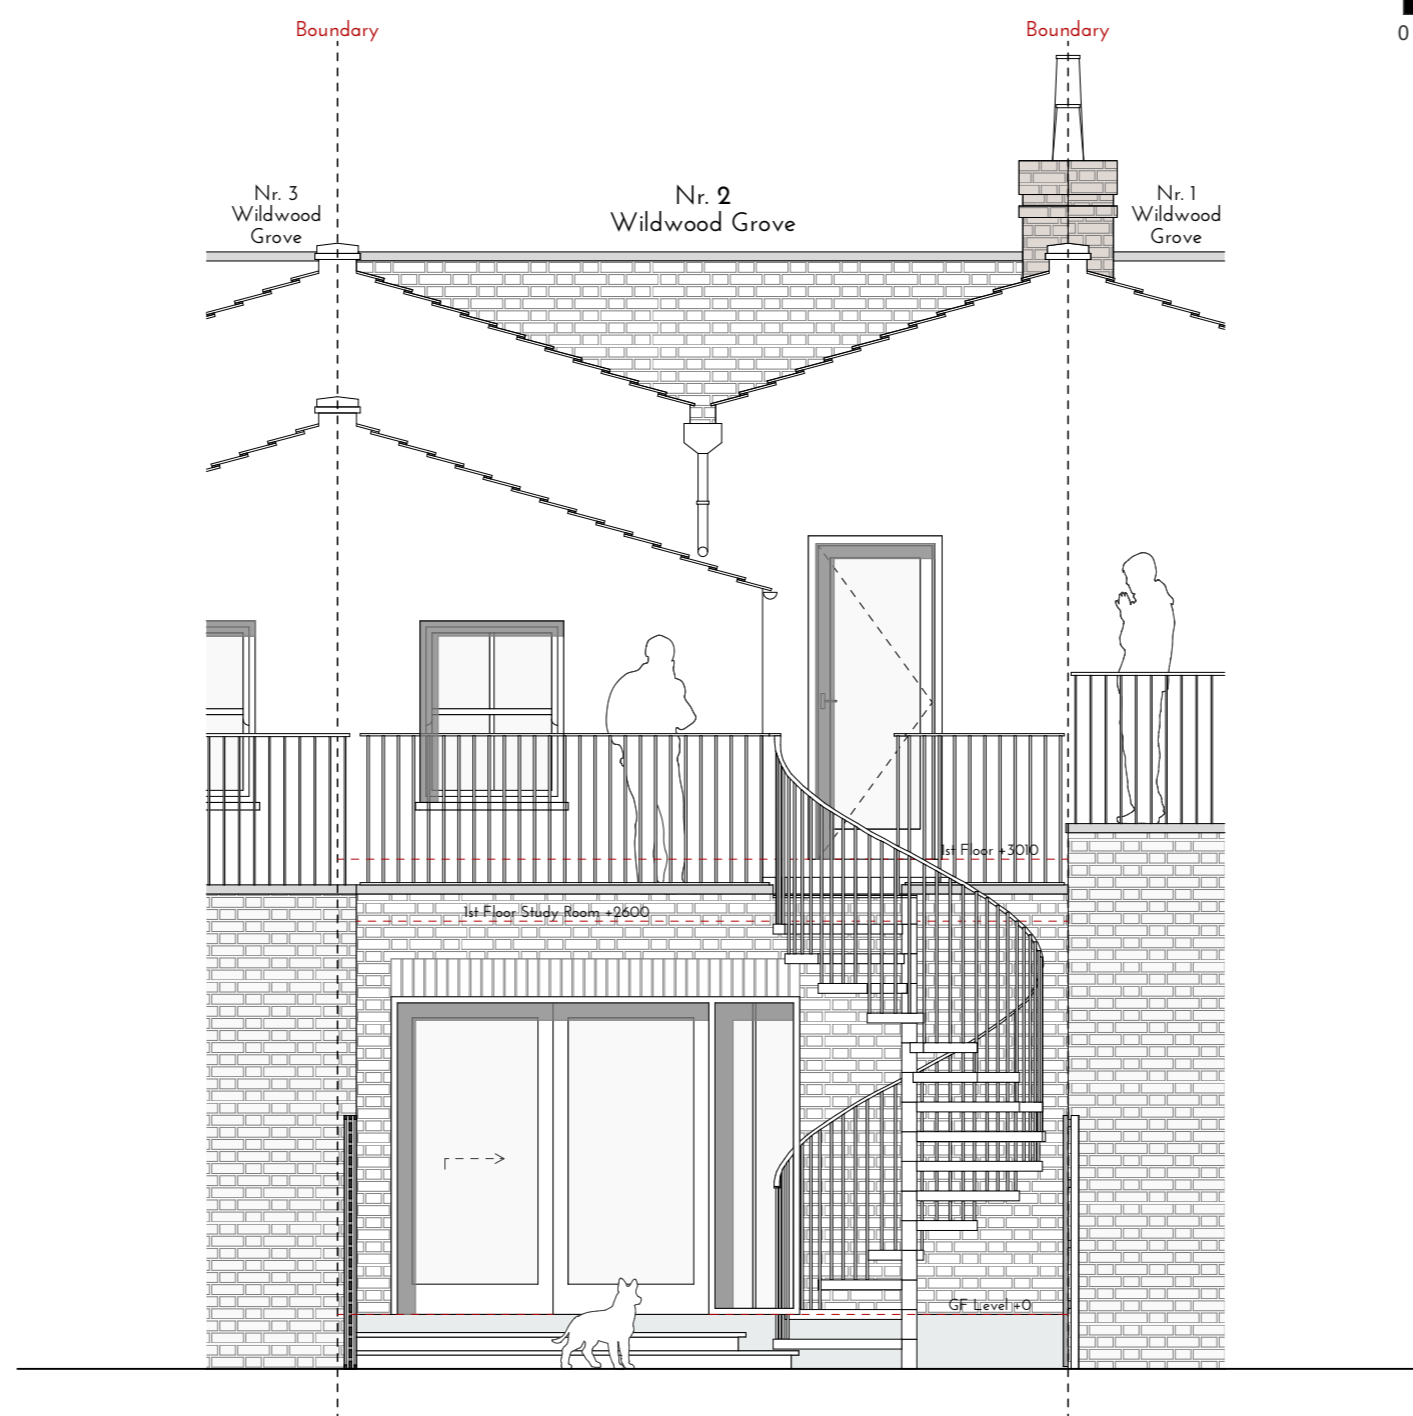 Boundary
Boundary
0
Nr. 3
Wildwood
Grove
Nr. 2
Wildwood Grove
Nr. 1
Wildwood
Grove
1st Floor +3010
1st Floor Study Room +2600
GF Level +0